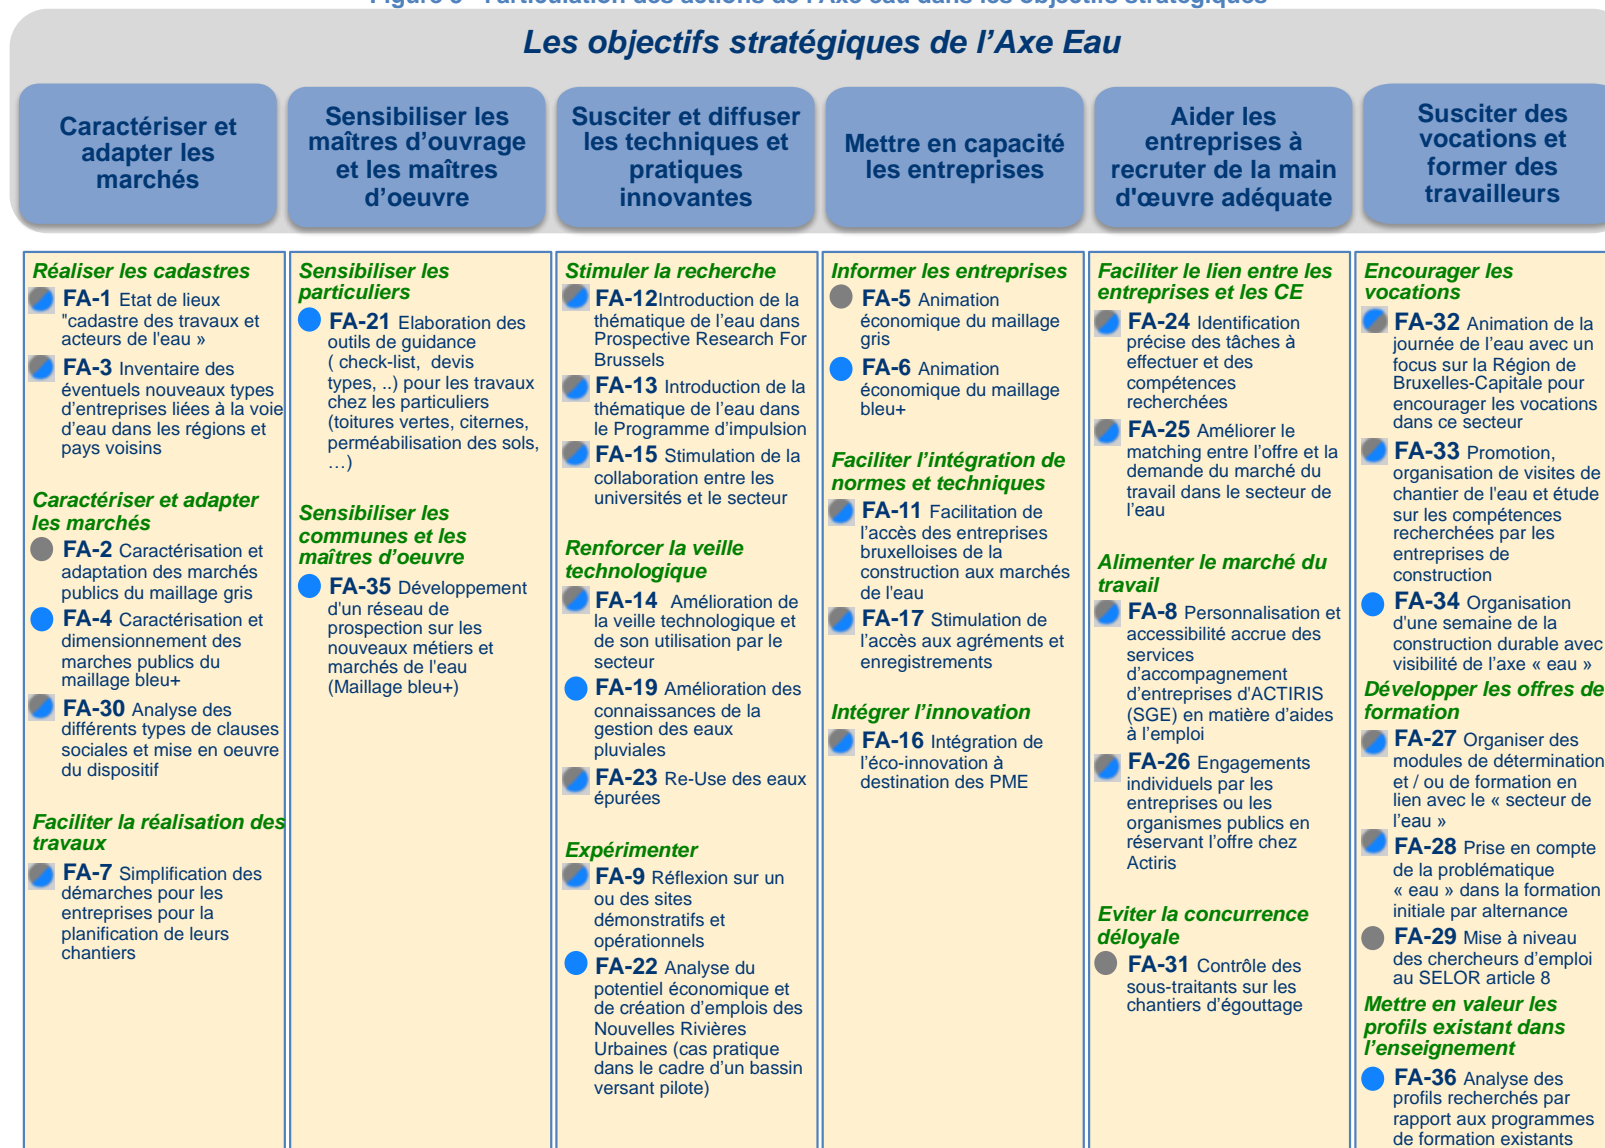 Figure 3 - Particulation des actions de l'Axe eau dans les objectifs stratégiques
Les objectifs stratégiques de l’Axe Eau
Caractériser et
adapter les
marchés
Sensibiliser les
maîtres d’ouvrage
et les maîtres
d’oeuvre
Susciter et diffuser
les techniques et
pratiques
innovantes
Mettre en capacité
les entreprises
Aider les
entreprises à
recruter de la main
d'œuvre adéquate
Susciter des
vocations et
former des
travailleurs
Réaliser les cadastres
FA-1 Etat de lieux
"cadastre des travaux et
acteurs de l'eau »
FA-3 Inventaire des
éventuels nouveaux types
d’entreprises liées à la voie
d’eau dans les régions et
pays voisins
Caractériser et adapter
les marchés
FA-2 Caractérisation et
adaptation des marchés
publics du maillage gris
FA-4 Caractérisation et
dimensionnement des
marches publics du
maillage bleu+
FA-30 Analyse des
différents types de clauses
sociales et mise en oeuvre
du dispositif
Faciliter la réalisation des
travaux
FA-7 Simplification des
démarches pour les
entreprises pour la
planification de leurs
chantiers
Sensibiliser les
particuliers
FA-21 Elaboration des
outils de guidance
( check-list, devis
types, ..) pour les travaux
chez les particuliers
(toitures vertes, citernes,
perméabilisation des sols,
…)
Sensibiliser les
communes et les
maîtres d’oeuvre
FA-35 Développement
d'un réseau de
prospection sur les
nouveaux métiers et
marchés de l'eau
(Maillage bleu+)
Stimuler la recherche
FA-12Introduction de la
thématique de l’eau dans
Prospective Research For
Brussels
FA-13 Introduction de la
thématique de l’eau dans
le Programme d’impulsion
FA-15 Stimulation de la
collaboration entre les
universités et le secteur
Renforcer la veille
technologique
FA-14 Amélioration de
la veille technologique et
de son utilisation par le
secteur
FA-19 Amélioration des
connaissances de la
gestion des eaux
pluviales
FA-23 Re-Use des eaux
épurées
Expérimenter
FA-9 Réflexion sur un
ou des sites
démonstratifs et
opérationnels
FA-22 Analyse du
potentiel économique et
de création d’emplois des
Nouvelles Rivières
Urbaines (cas pratique
dans le cadre d’un bassin
versant pilote)
Informer les entreprises
FA-5 Animation
économique du maillage
gris
FA-6 Animation
économique du maillage
bleu+
Faciliter l’intégration de
normes et techniques
FA-11 Facilitation de
l’accès des entreprises
bruxelloises de la
construction aux marchés
de l'eau
FA-17 Stimulation de
l’accès aux agréments et
enregistrements
Intégrer l’innovation
FA-16 Intégration de
l’éco-innovation à
destination des PME
Faciliter le lien entre les
entreprises et les CE
FA-24 Identification
précise des tâches à
effectuer et des
compétences
recherchées
FA-25 Améliorer le
matching entre l’offre et la
demande du marché du
travail dans le secteur de
l’eau
Alimenter le marché du
travail
FA-8 Personnalisation et
accessibilité accrue des
services
d’accompagnement
d’entreprises d'ACTIRIS
(SGE) en matière d’aides
à l’emploi
FA-26 Engagements
individuels par les
entreprises ou les
organismes publics en
réservant l’offre chez
Actiris
Eviter la concurrence
déloyale
FA-31 Contrôle des
sous-traitants sur les
chantiers d’égouttage
Encourager les
vocations
FA-32 Animation de la
journée de l’eau avec un
focus sur la Région de
Bruxelles-Capitale pour
encourager les vocations
dans ce secteur
FA-33 Promotion,
organisation de visites de
chantier de l'eau et étude
sur les compétences
recherchées par les
entreprises de
construction
FA-34 Organisation
d'une semaine de la
construction durable avec
visibilité de l’axe « eau »
Développer les offres de
formation
FA-27 Organiser des
modules de détermination
et / ou de formation en
lien avec le « secteur de
l’eau »
FA-28 Prise en compte
de la problématique
« eau » dans la formation
initiale par alternance
FA-29 Mise à niveau
des chercheurs d’emploi
au SELOR article 8
Mettre en valeur les
profils existant dans
l’enseignement
FA-36 Analyse des
profils recherchés par
rapport aux programmes
de formation existants